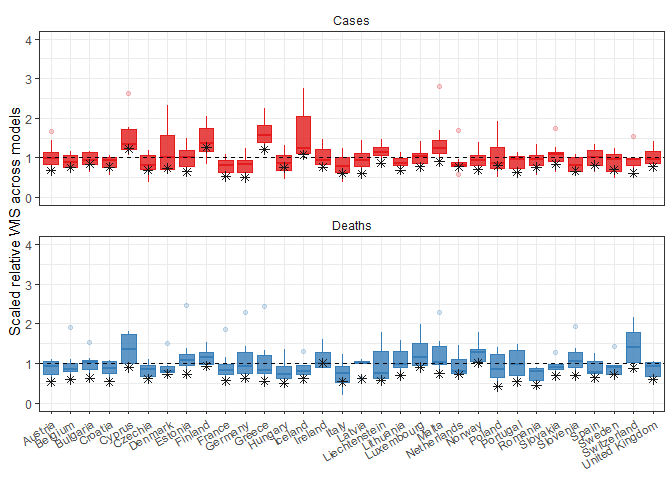 Cases
4
3
2
1
0
Scaled relative WIS across models
Deaths
4
3
2
1
0
Austria
Belgium
Bulgaria
Croatia
Cyprus
Czechia
Denmark
Estonia
Finland
France
Germany
Greece
Hungary
Iceland
Ireland
Italy
Latvia
Liechtenstein
Lithuania
Luxembourg
Malta
Netherlands
Norway
Poland
Portugal
Romania
Slovakia
Slovenia
Spain
Sweden
Switzerland
United Kingdom